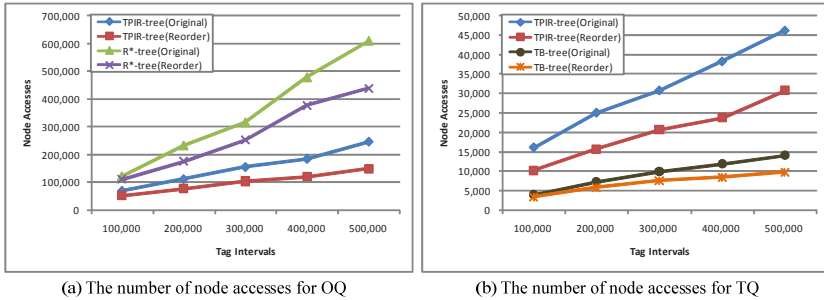 700,000
600,000
500,000
400,000
300,000
200,000
100,000
0
Node Accesses
TPIR-tree(Original)
TPIR-tree(Reorder)
R*-tree(Original)
R*-tree(Reorder)
100,000 200,000 300,000 400,000 500,000
Tag Intervals
(a) The number of node accesses for OQ
50,000
45,000
40,000
35,000
30,000
25,000
20,000
15,000
10,000
5,000
0
Node Accesses
TPIR-tree(Original)
TPIR-tree(Reorder)
TB-tree(Original)
TB-tree(Reorder)
100,000 200,000 300,000 400,000 500,000
Tag Intervals
(b) The number of node accesses for TQ